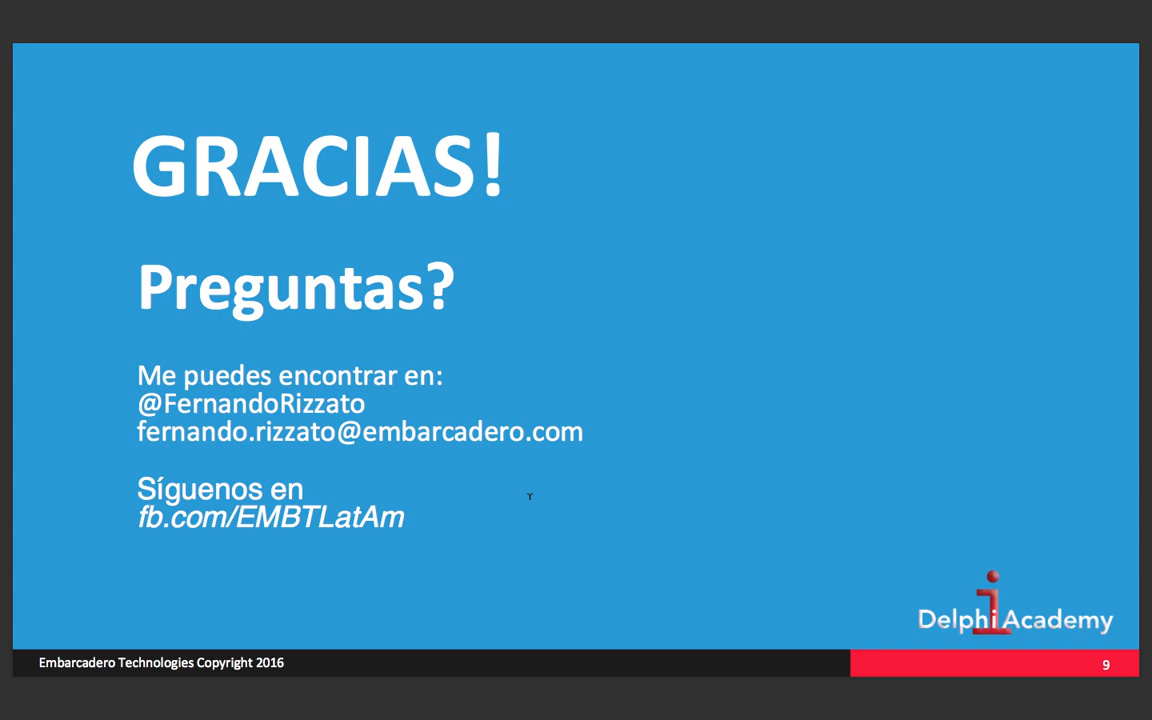 GRACIAS!
Preguntas?
Me puedes encontrar en:
@FernandoRizzato
fernando.rizzato@embarcadero.com
Síguenos en
fb.com/EMBTLatAm
Delphi Academy
Embarcadero Technologies Copyright 2016
9